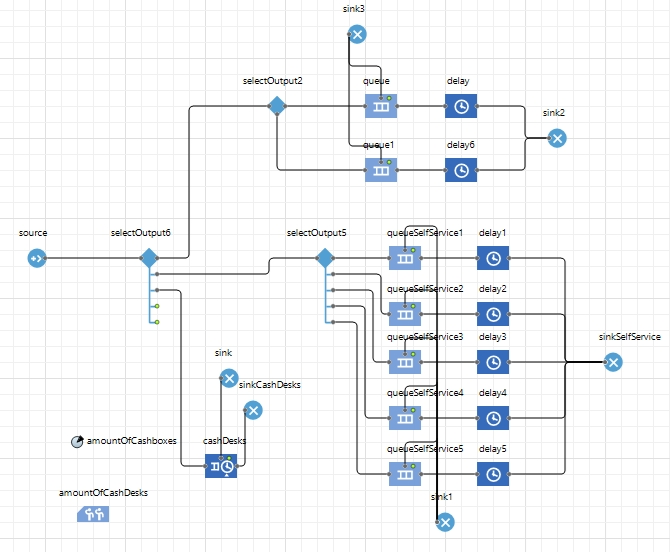 sink3
selectOutput2
queue
delay
sink2
queue1
delay6
source
selectOutput6
selectOutput5
queueSelfService1
delay1
queueSelfService2
delay2
queueSelfService3
delay3
sinkSelfService
sink
sinkCashDesks
queueSelfService4
delay4
amountOfCashboxes
cashDesks
queueSelfService5
delay5
amountOfCashDesks
sink1